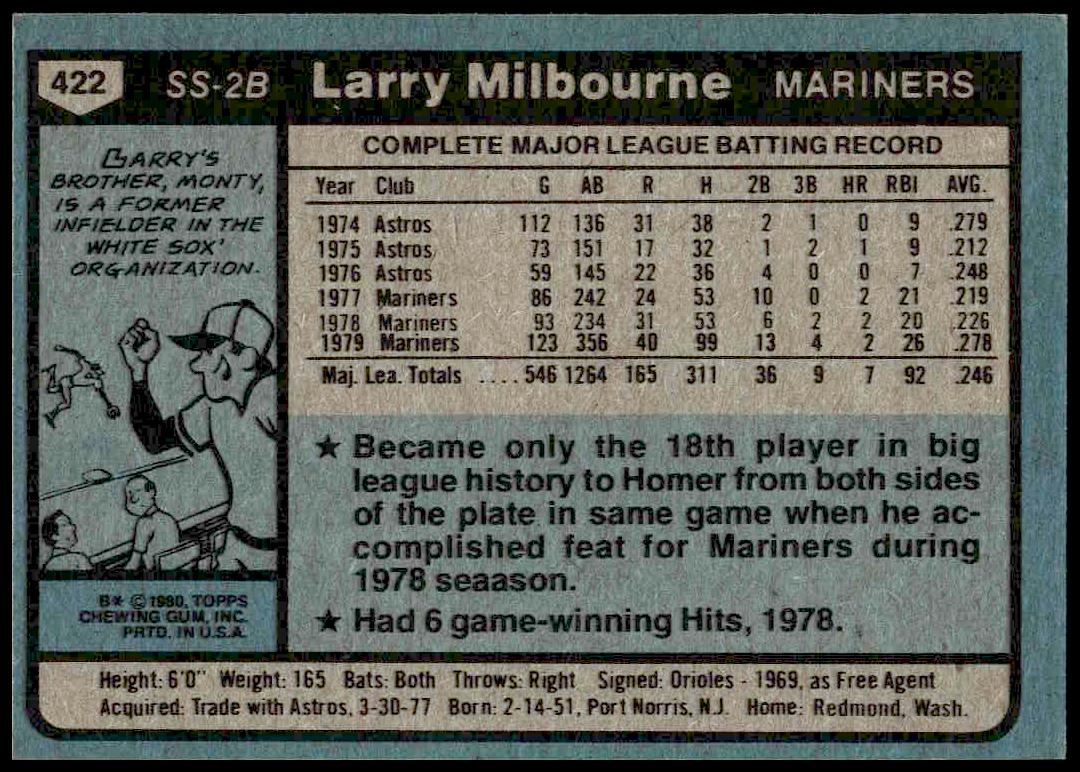 422 SS-2B Larry Milbourne MARINERS
LARRY'S
BROTHER, MONTY,
IS A FORMER
INFIELDER IN THE
WHITE SOX'
ORGANIZATION.
COMPLETE MAJOR LEAGUE BATTING RECORD
Year Club G AB R H 2B 3B HR RBI AVG.
1974 Astros 112 136 31 38 2 1 0 9 .279
1975 Astros 73 151 17 32 1 2 1 9 .212
1976 Astros 59 145 22 36 4 0 0 7 .248
1977 Mariners 86 242 24 53 10 0 2 21 .219
1978 Mariners 93 234 31 53 6 2 2 20 .226
1979 Mariners 123 356 40 99 13 4 2 26 .278
Maj. Lea. Totals ....546 1264 165 311 36 9 7 92 .246
★ Became only the 18th player in big
league history to Homer from both sides
of the plate in same game when he ac-
complished feat for Mariners during
1978 seaason.
★ Had 6 game-winning Hits, 1978.
B* © 1980, TOPPS
CHEWING GUM, INC.
PRTD. IN U.S.A.
Height: 6'0" Weight: 165 Bats: Both Throws: Right Signed: Orioles - 1969, as Free Agent
Acquired: Trade with Astros, 3-30-77 Born: 2-14-51, Port Norris, N.J. Home: Redmond, Wash.